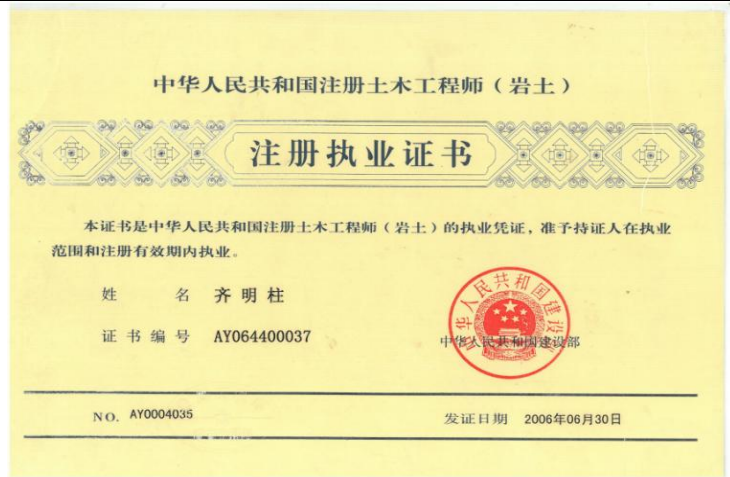 中华人民共和国注册土木工程师（岩土）
注册执业证书
本证书是中华人民共和国注册土木工程师（岩土）的执业凭证，准予持证人在执业
范围和注册有效期内执业。
姓 名 齐明柱
证书编号 AY064400037
中华人民共和国建设部
中华人民共和国建设部
NO. AY0004035
发证日期 2006年06月30日